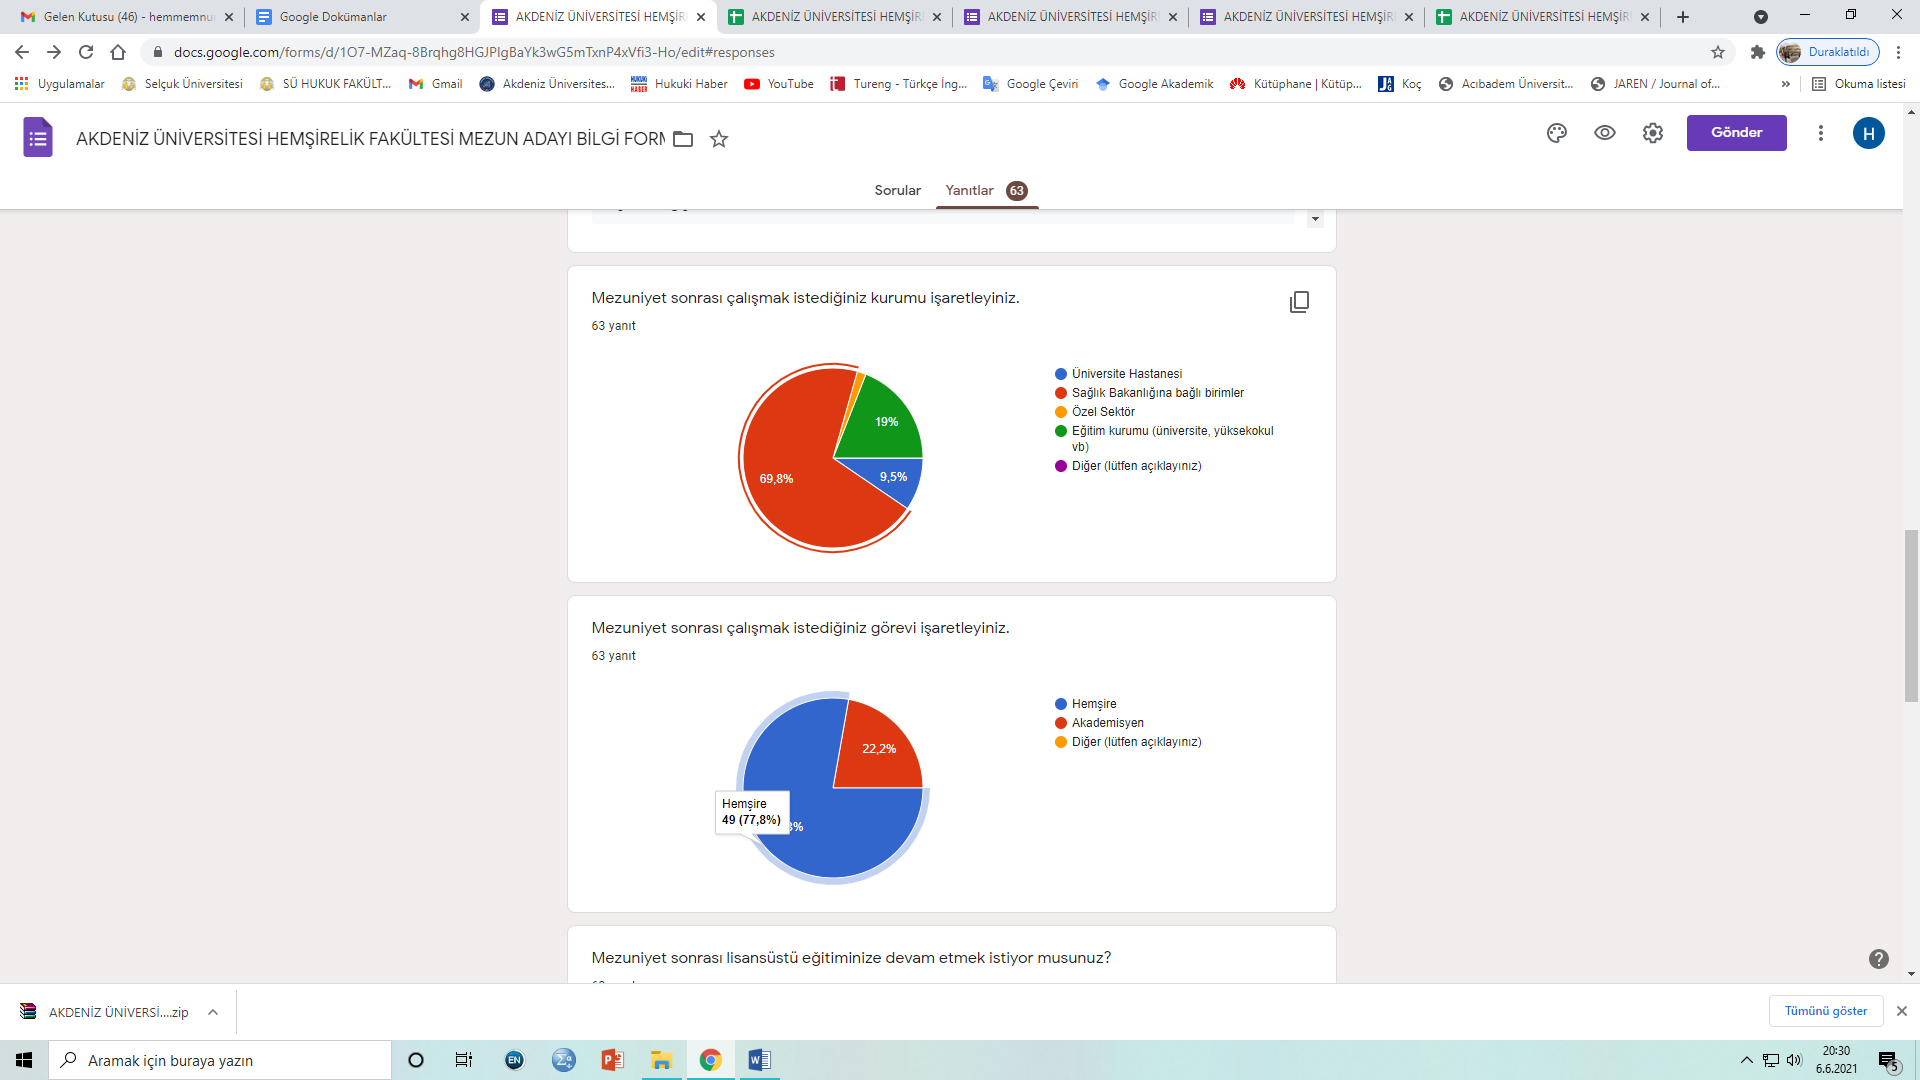 Gelen Kutusu (46) - hemmemnu
Google Dokümanlar
AKDENİZ ÜNİVERSİTESİ HEMŞİR
AKDENİZ ÜNİVERSİTESİ HEMŞİR
AKDENİZ ÜNİVERSİTESİ HEMŞİR
AKDENİZ ÜNİVERSİTESİ HEMŞİR
AKDENİZ ÜNİVERSİTESİ HEMŞİR
docs.google.com/forms/d/1O7-MZaq-8Brqhg8HGJPIgBaYk3wG5mTxnP4xVfi3-Ho/edit#responses
Duraklatıldı
Uygulamalar
Selçuk Üniversitesi
SÜ HUKUK FAKÜLT...
Gmail
Akdeniz Üniversites...
Hukuki Haber
YouTube
Tureng - Türkçe İng...
Google Çeviri
Google Akademik
Kütüphane | Kütüp...
Koç
Acıbadem Üniversit...
JAREN / Journal of...
»
Okuma listesi
AKDENİZ ÜNİVERSİTESİ HEMŞİRELİK FAKÜLTESİ MEZUN ADAYI BİLGİ FORM
Gönder
H
Sorular
Yanıtlar 63
Mezuniyet sonrası çalışmak istediğiniz kurumu işaretleyiniz.
63 yanıt
Üniversite Hastanesi
Sağlık Bakanlığına bağlı birimler
Özel Sektör
Eğitim kurumu (üniversite, yüksekokul
vb)
Diğer (lütfen açıklayınız)
19%
9,5%
69,8%
Mezuniyet sonrası çalışmak istediğiniz görevi işaretleyiniz.
63 yanıt
Hemşire
Akademisyen
Diğer (lütfen açıklayınız)
22,2%
Hemşire
49 (77,8%)
Mezuniyet sonrası lisansüstü eğitiminize devam etmek istiyor musunuz?
AKDENİZ ÜNİVERSİ....zip
Tümünü göster
Aramak için buraya yazın
EN
20:30
6.6.2021
5